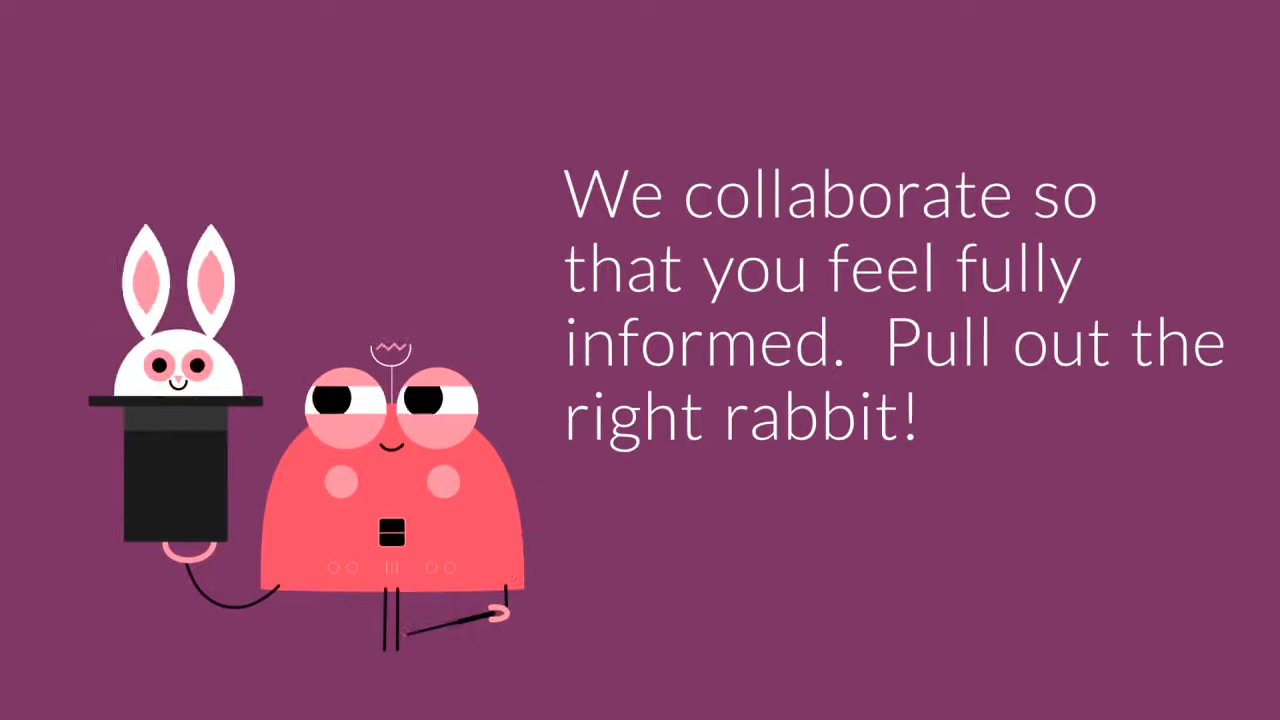 We collaborate so
that you feel fully
informed.  Pull out the
right rabbit!